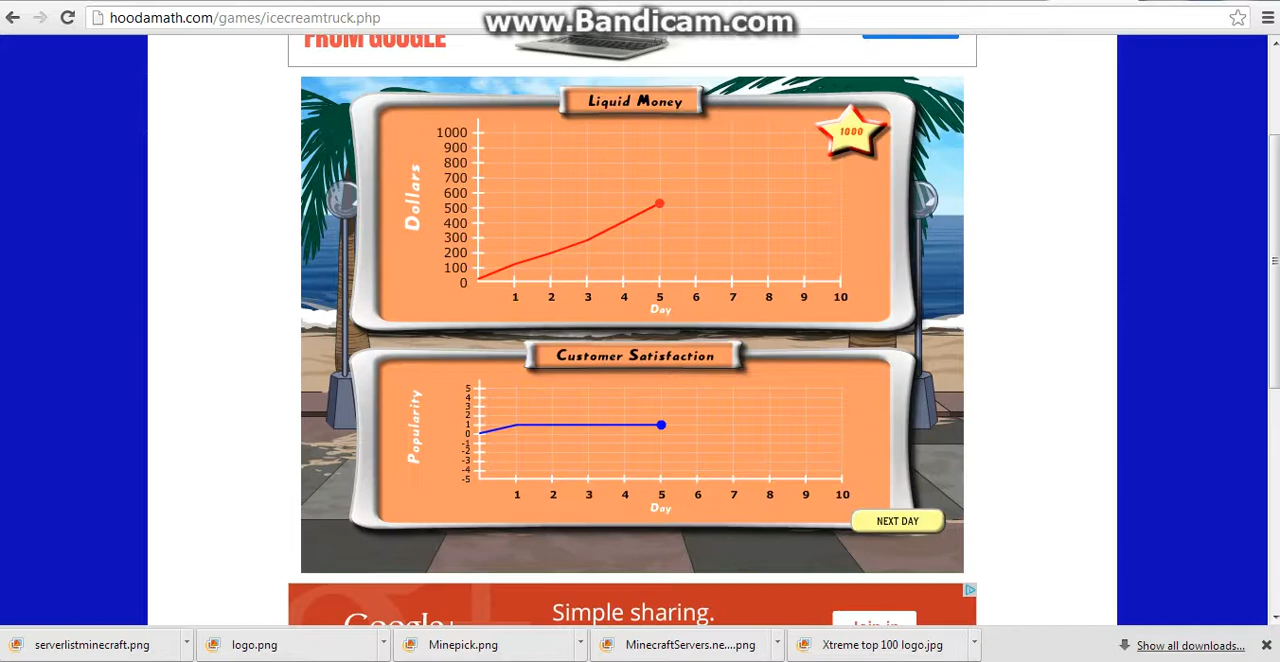 hoodamath.com/games/icecreamtruck.php
www.Bandicam.com
FROM GOOGLE
Liquid Money
1000
Dollars
1000
900
800
700
600
500
400
300
200
100
0
1 2 3 4 5 6 7 8 9 10
Day
Customer Satisfaction
Popularity
5
4
3
2
1
0
-1
-2
-3
-4
-5
1 2 3 4 5 6 7 8 9 10
Day
NEXT DAY
Google+
Simple sharing.
Join in
serverlistminecraft.png
logo.png
Minepick.png
MinecraftServers.ne....png
Xtreme top 100 logo.jpg
Show all downloads...